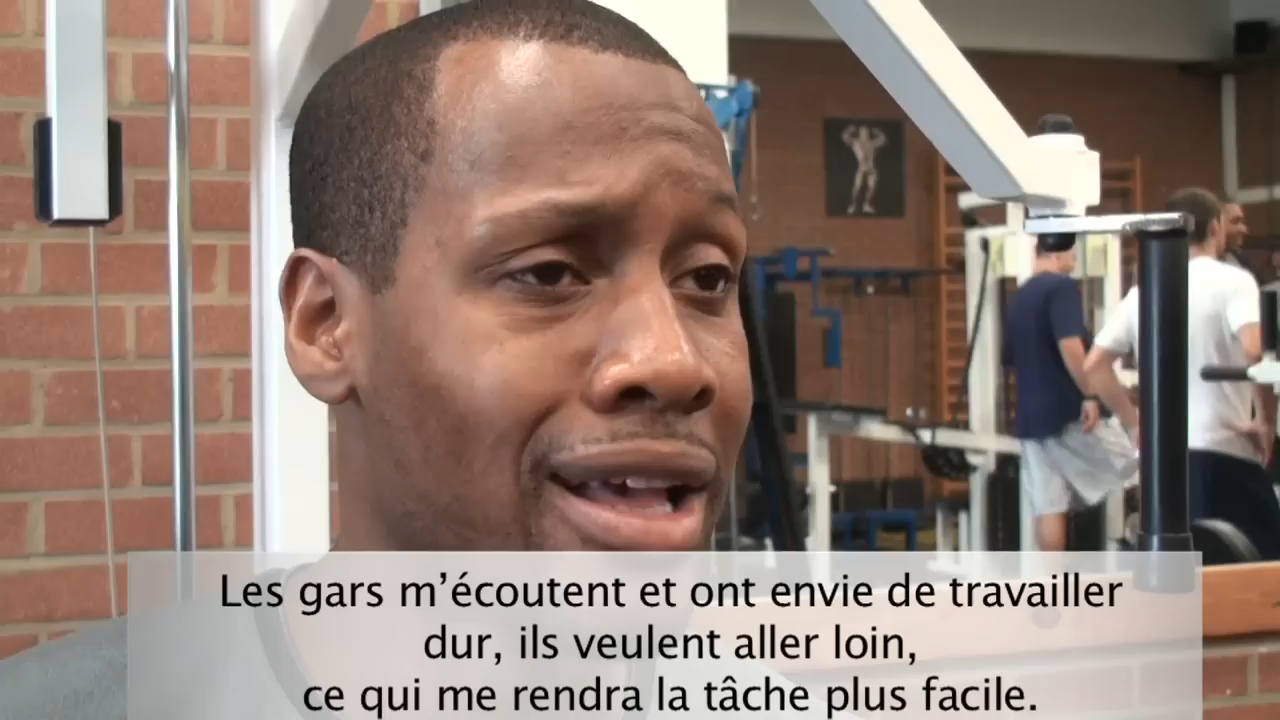 Les gars m’écoutent et ont envie de travailler
dur, ils veulent aller loin,
ce qui me rendra la tâche plus facile.